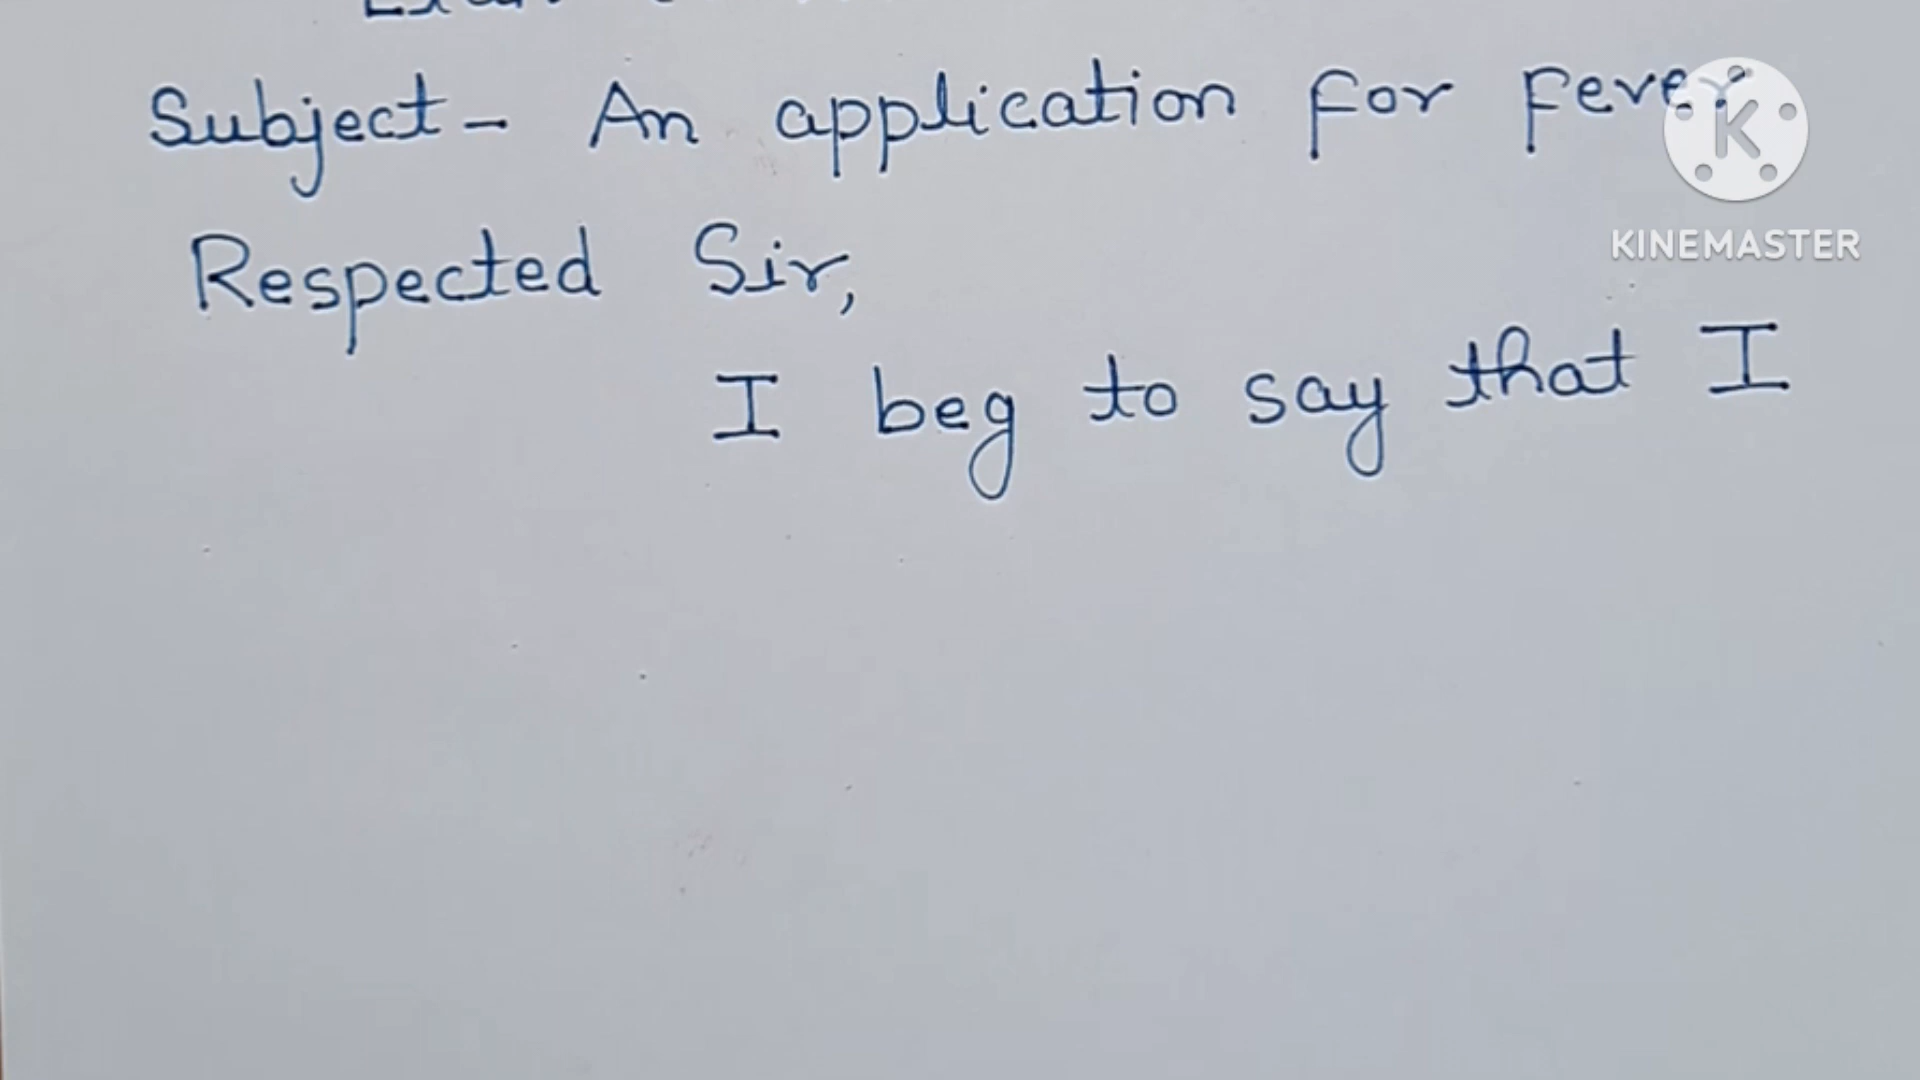 Subject - An application For Fever
Respected Sir,
I beg to say that I
KINEMASTER